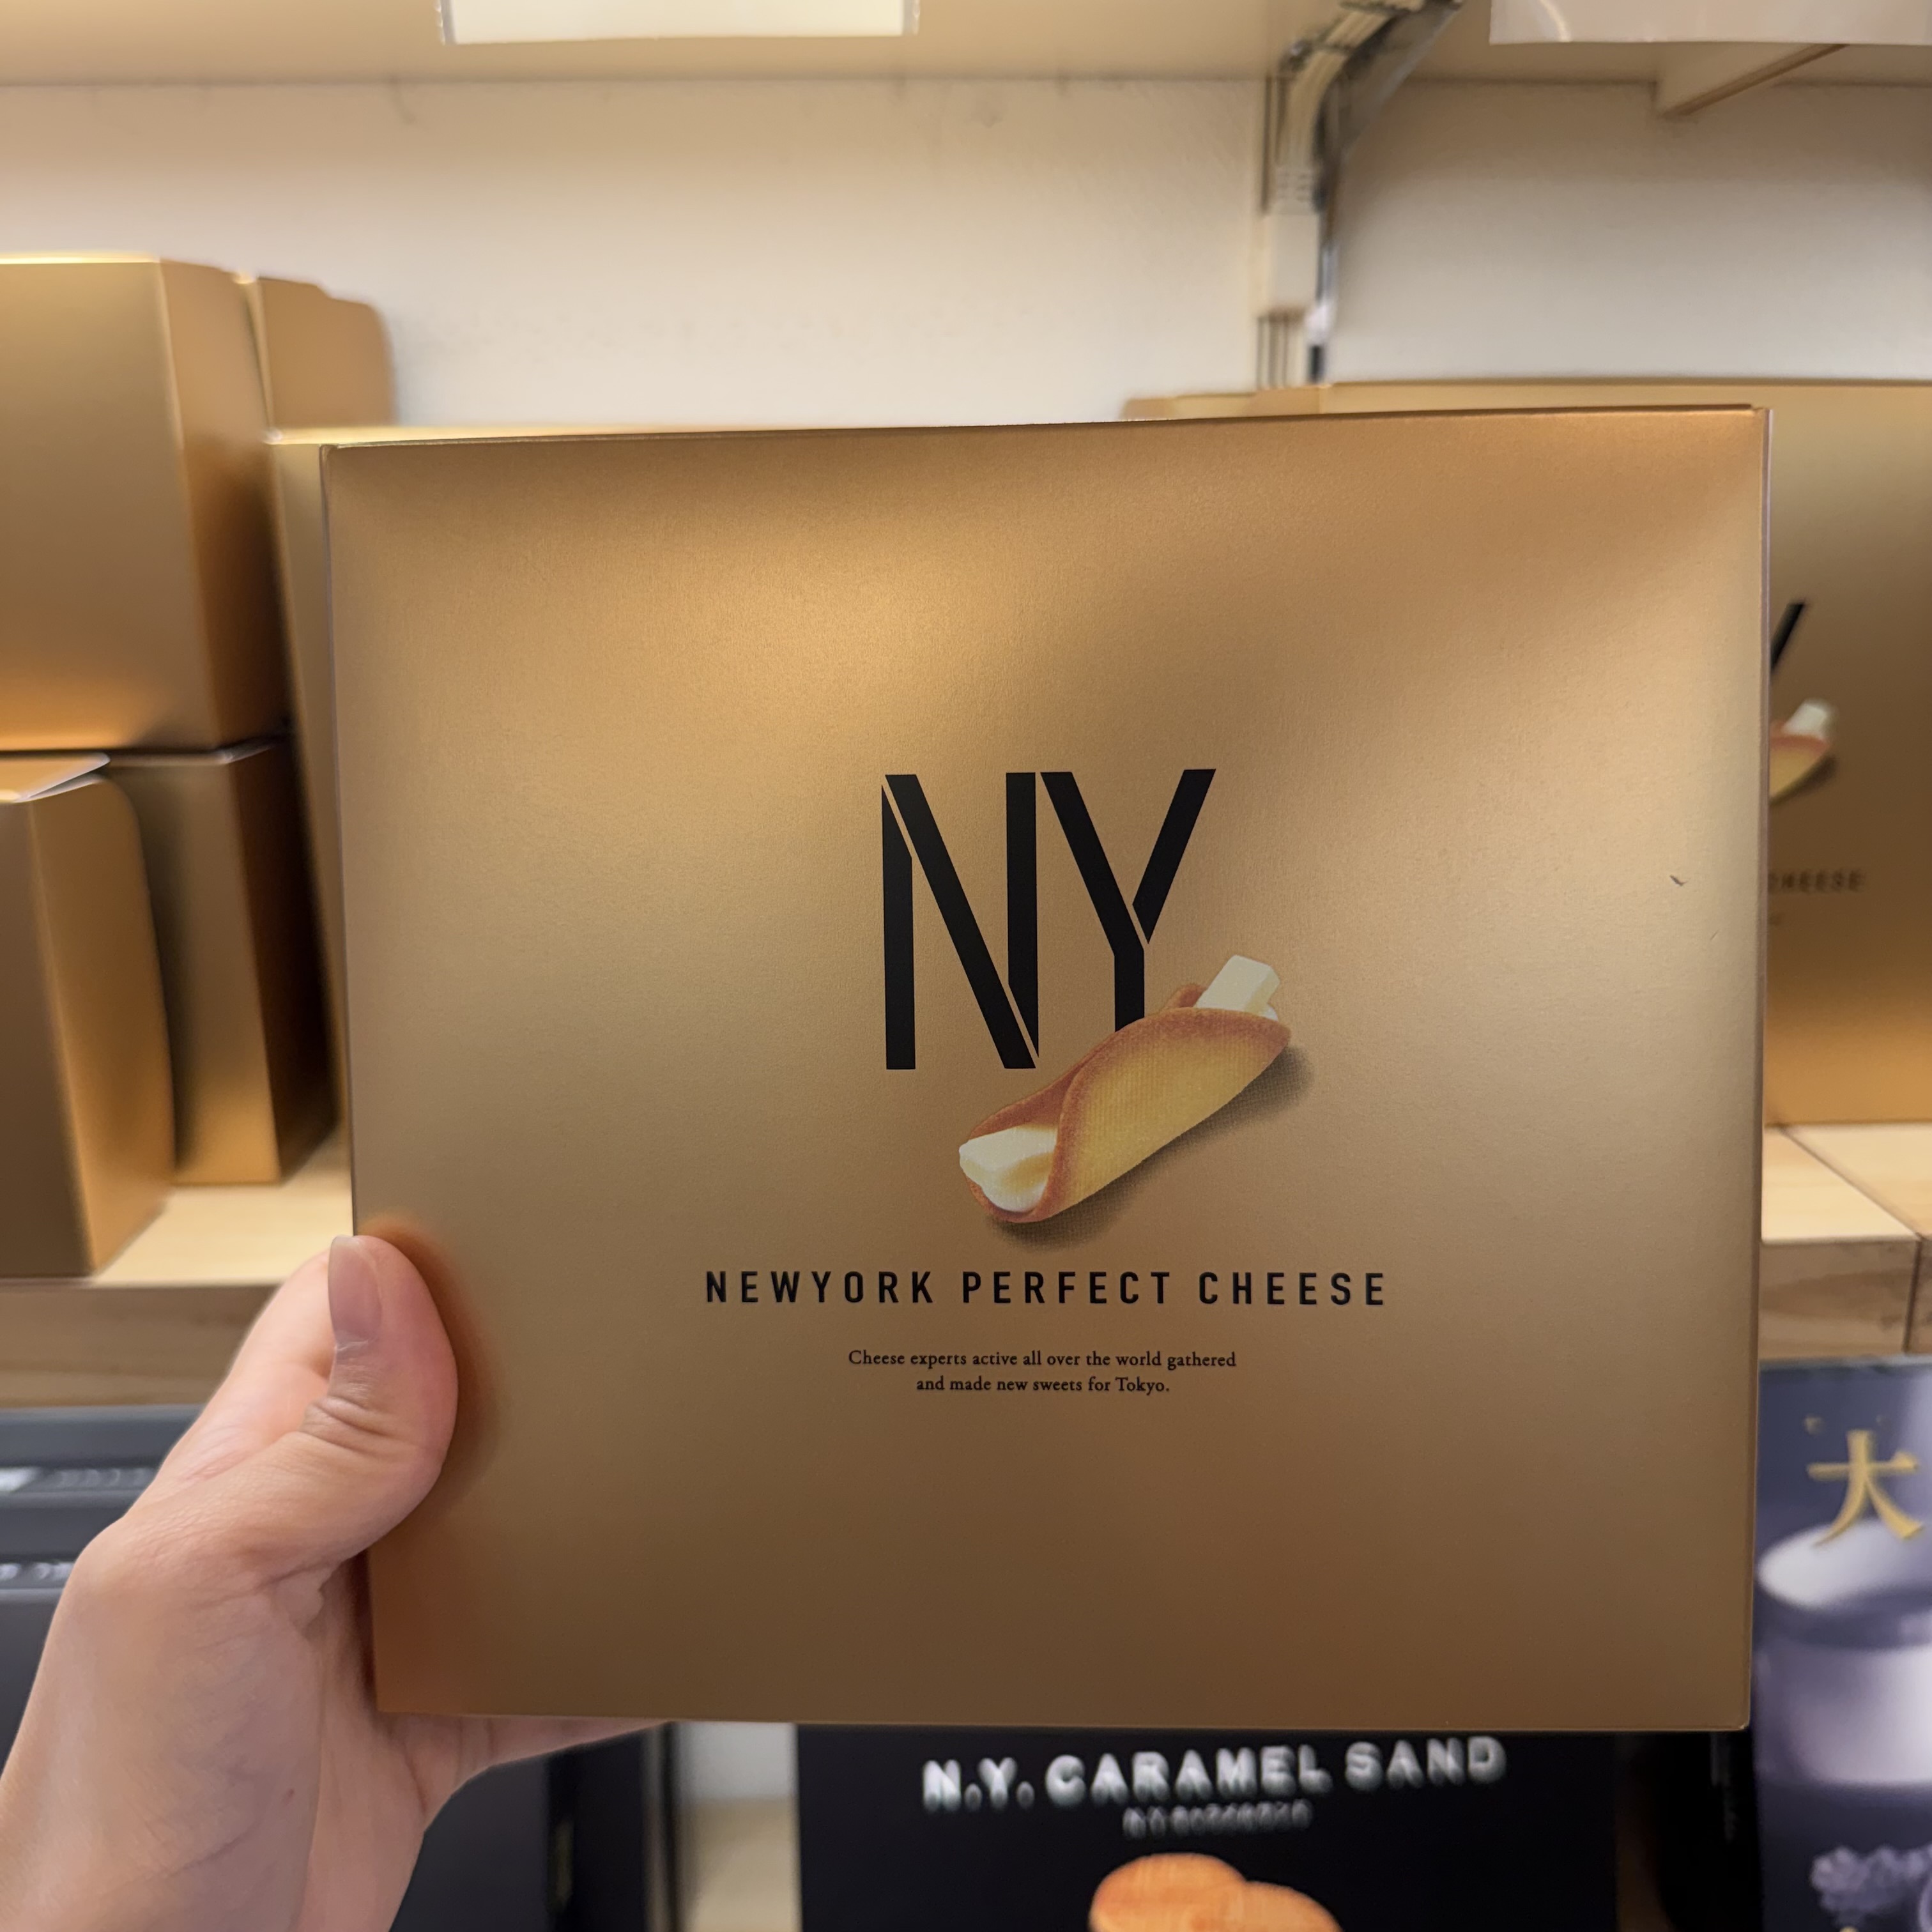 NY
NEWYORK PERFECT CHEESE
Cheese experts active all over the world gathered
and made new sweets for Tokyo.
CHEESE
大
N.Y. CARAMEL SAND